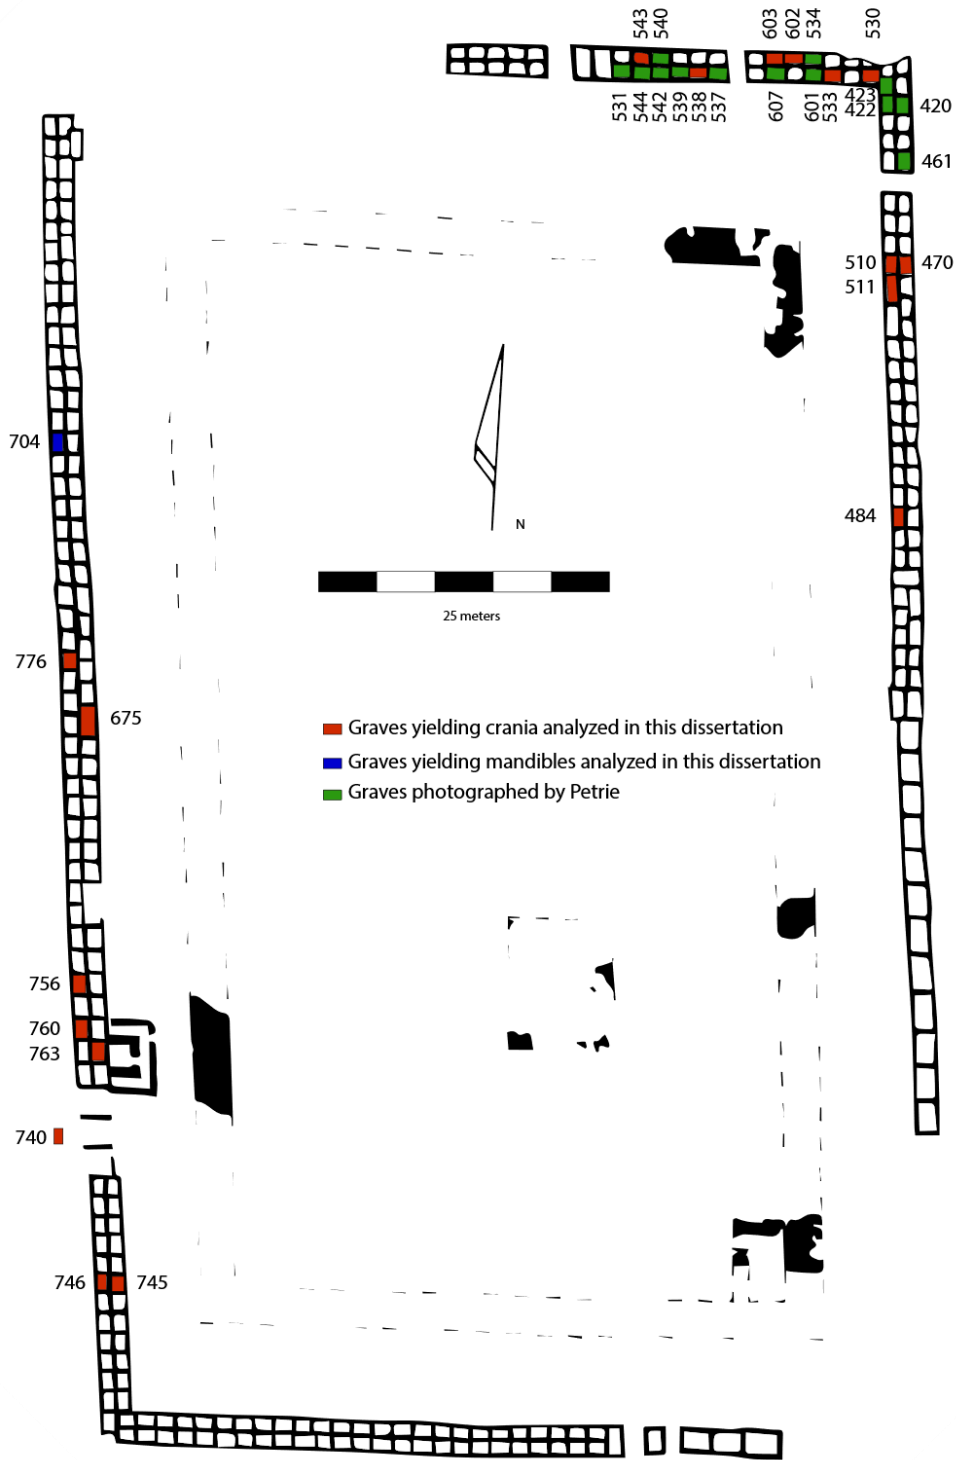 543 540 603 602 534 530
531 544 542 539 538 537 607 601 533 423
422
420
461
510 470
511
704
484
N
25 meters
776
675
Graves yielding crania analyzed in this dissertation
Graves yielding mandibles analyzed in this dissertation
Graves photographed by Petrie
756
760
763
740
746 745